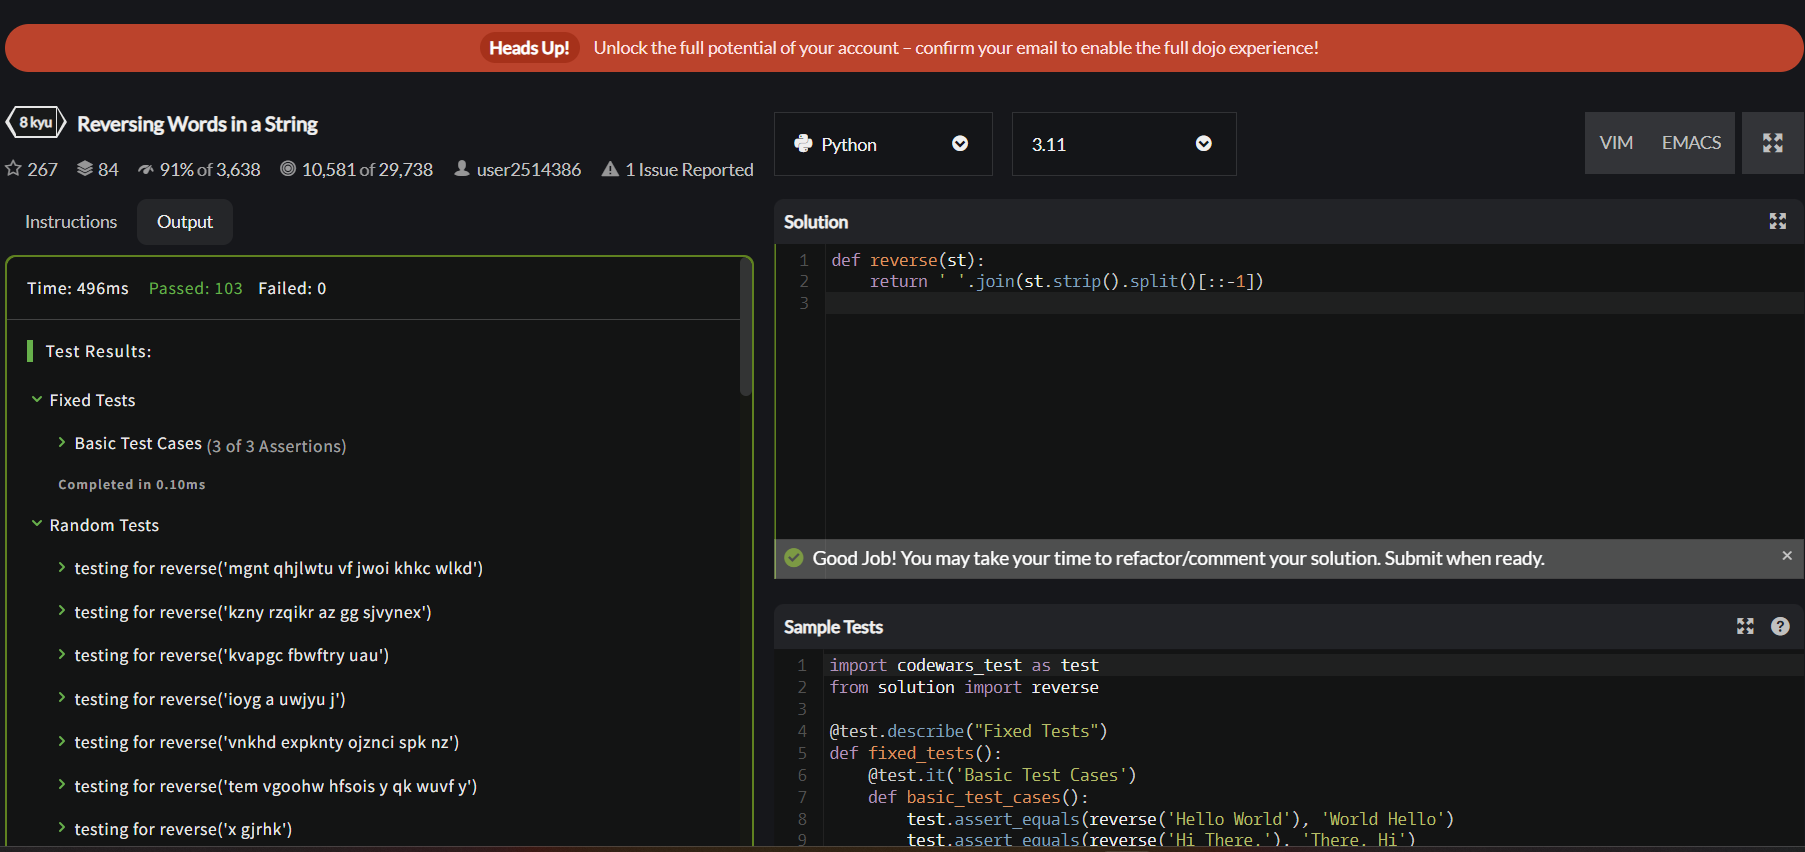 Heads Up! Unlock the full potential of your account – confirm your email to enable the full dojo experience!
8 kyu Reversing Words in a String
267 84 91% of 3,638 10,581 of 29,738 user2514386 1 Issue Reported
Instructions Output
Time: 496ms Passed: 103 Failed: 0
Test Results:
Fixed Tests
Basic Test Cases (3 of 3 Assertions)
Completed in 0.10ms
Random Tests
testing for reverse('mgnt qhjlwtu vf jwoi khkc wlkd')
testing for reverse('kzny rzqikr az gg sjvynex')
testing for reverse('kvapgc fbwftry uau')
testing for reverse('ioyg a uwjyu j')
testing for reverse('vnkhd expknty ojznci spk nz')
testing for reverse('tem vgoohw hfsois y qk wuvf y')
testing for reverse('x gjrhk')
Python 3.11 VIM EMACS
Solution
1 def reverse(st):
2     return ' '.join(st.strip().split()[::-1])
3
Good Job! You may take your time to refactor/comment your solution. Submit when ready.
Sample Tests
1 import codewars_test as test
2 from solution import reverse
3
4 @test.describe("Fixed Tests")
5 def fixed_tests():
6     @test.it('Basic Test Cases')
7     def basic_test_cases():
8         test.assert_equals(reverse('Hello World'), 'World Hello')
9         test.assert_equals(reverse('Hi There.'), 'There. Hi')